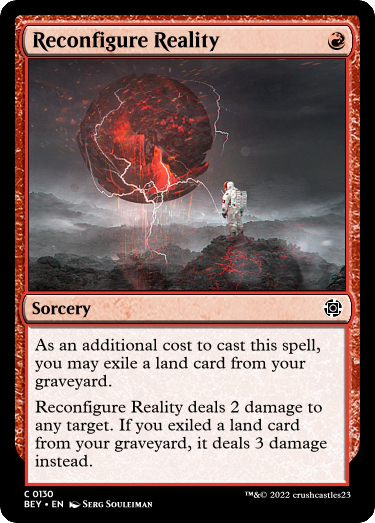 Reconfigure Reality
Sorcery
As an additional cost to cast this spell,
you may exile a land card from your
graveyard.
Reconfigure Reality deals 2 damage to
any target. If you exiled a land card
from your graveyard, it deals 3 damage
instead.
C 0130
BEY • EN Serg Souleiman
™&© 2022 crushcastles23